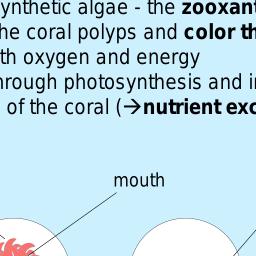 ynthetic algae - the zooxant
he coral polyps and color th
th oxygen and energy
hrough photosynthesis and i
of the coral (→nutrient exc
mouth